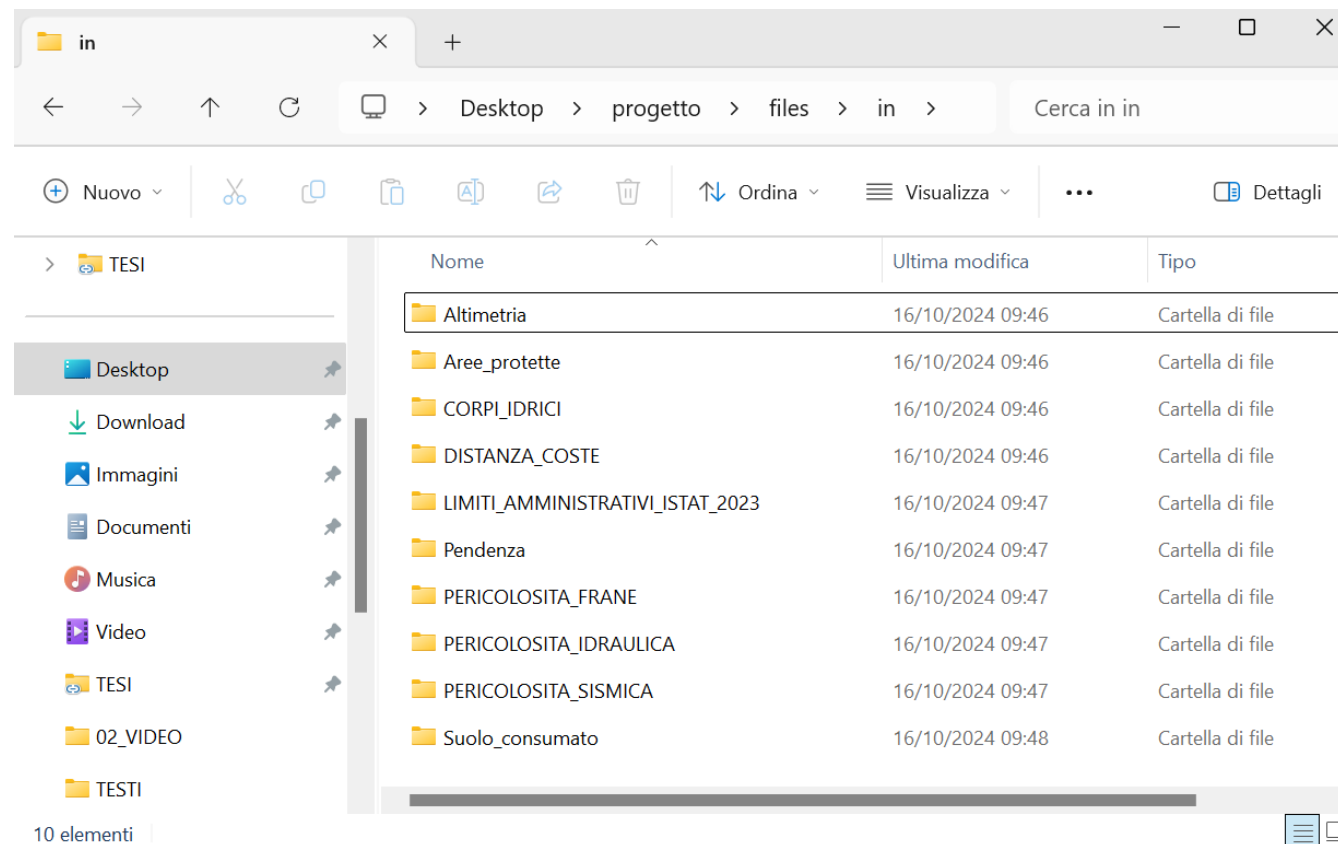 in
Desktop > progetto > files > in >
Cerca in in
Nuovo
Ordina
Visualizza
Dettagli
TESI
Desktop
Download
Immagini
Documenti
Musica
Video
TESI
02_VIDEO
TESTI
Nome Ultima modifica Tipo
Altimetria 16/10/2024 09:46 Cartella di file
Aree_protette 16/10/2024 09:46 Cartella di file
CORPI_IDRICI 16/10/2024 09:46 Cartella di file
DISTANZA_COSTE 16/10/2024 09:46 Cartella di file
LIMITI_AMMINISTRATIVI_ISTAT_2023 16/10/2024 09:47 Cartella di file
Pendenza 16/10/2024 09:47 Cartella di file
PERICOLOSITA_FRANE 16/10/2024 09:47 Cartella di file
PERICOLOSITA_IDRAULICA 16/10/2024 09:47 Cartella di file
PERICOLOSITA_SISMICA 16/10/2024 09:47 Cartella di file
Suolo_consumato 16/10/2024 09:48 Cartella di file
10 elementi